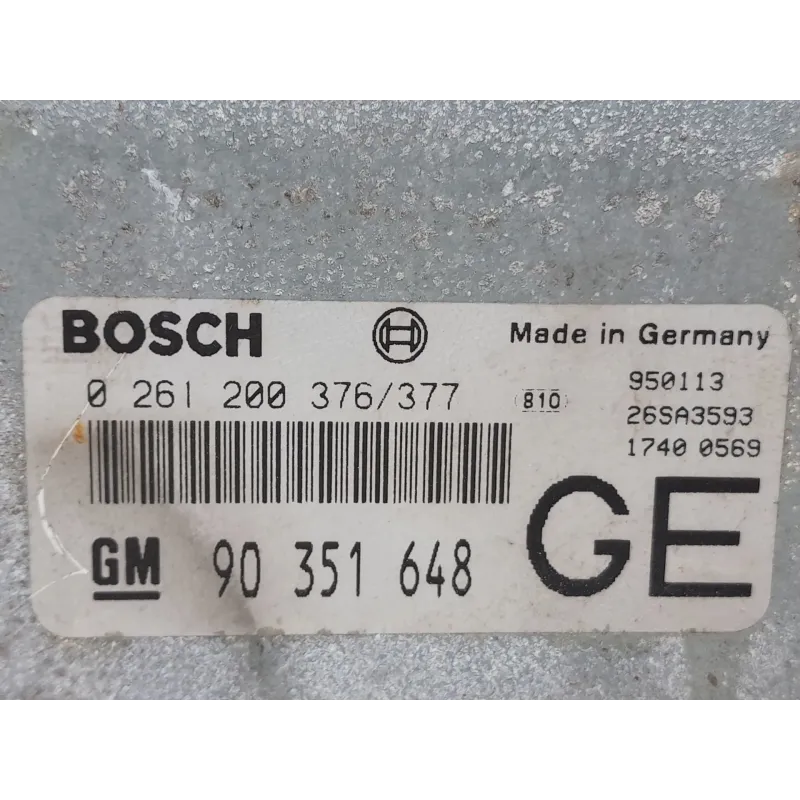 BOSCH Made in Germany
0 261 200 376/377 810 950113
26SA3593
1740 0569
GM 90 351 648 GE